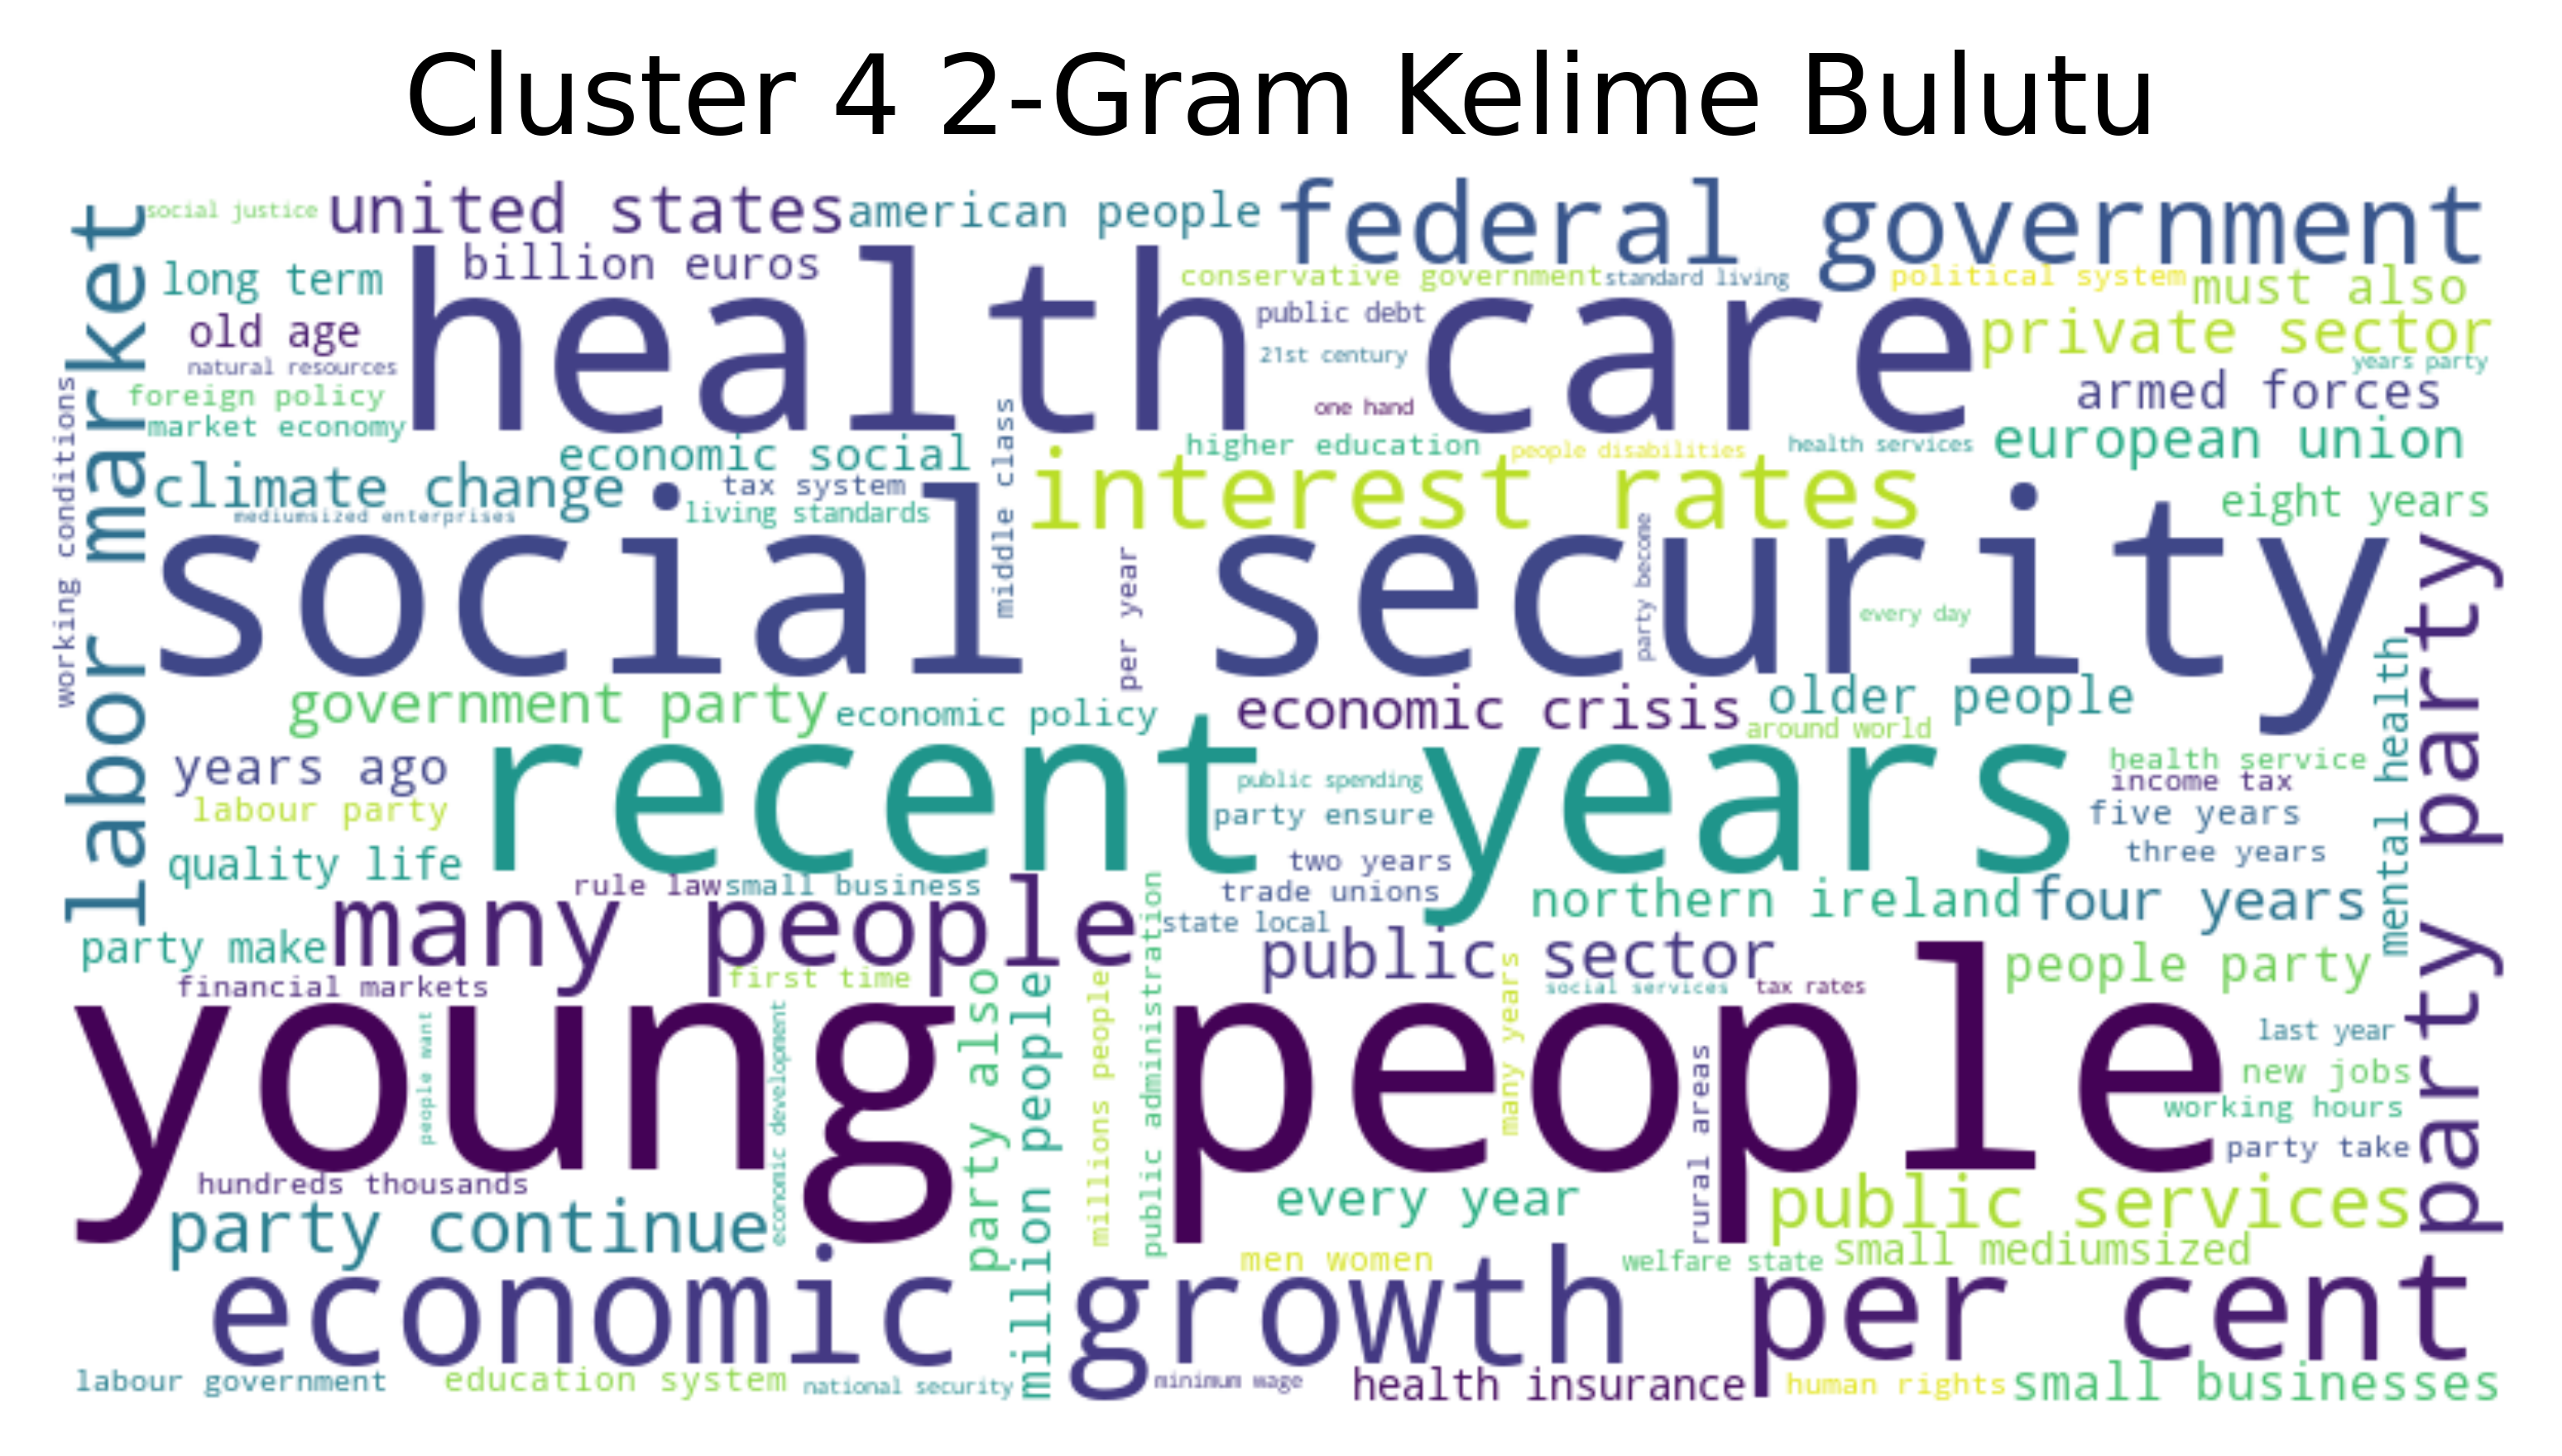 Cluster 4 2-Gram Kelime Bulutu
social justice
united states
american people
federal government
long term
billion euros
conservative government
standard living
political system
must also
health care
old age
public debt
private sector
natural resources
21st century
years party
foreign policy
one hand
armed forces
market economy
labor market
working conditions
economic social
middle class
higher education
people disabilities
health services
european union
climate change
tax system
interest rates
eight years
mediumsized enterprises
living standards
social security
per year
party become
every day
government party
economic policy
economic crisis
older people
around world
mental health
party party
years ago
recent years
public spending
health service
income tax
labour party
party ensure
five years
quality life
two years
three years
rule law
small business
trade unions
northern ireland
four years
many people
state local
party make
public sector
people party
financial markets
first time
social services
tax rates
young people
people want
economic development
party also
million people
millions people
public administration
many years
rural areas
last year
new jobs
working hours
party take
hundreds thousands
every year
public services
party continue
men women
welfare state
small mediumsized
economic growth
per cent
labour government
education system
national security
minimum wage
health insurance
human rights
small businesses